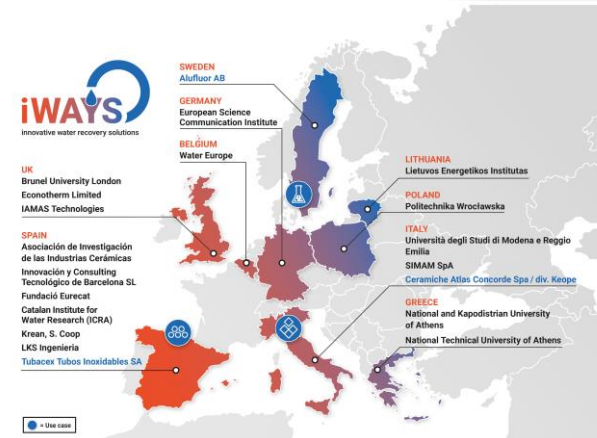 iWAYS
innovative water recovery solutions
UK
Brunel University London
Econotherm Limited
IAMAS Technologies
SPAIN
Asociación de Investigación
de las Industrias Cerámicas
Innovación y Consulting
Tecnológico de Barcelona SL
Fundació Eurecat
Catalan Institute for
Water Research (ICRA)
Krean, S. Coop
LKS Ingenieria
Tubacex Tubos Inoxidables SA
SWEDEN
Alufluor AB
GERMANY
European Science
Communication Institute
BELGIUM
Water Europe
LITHUANIA
Lietuvos Energetikos Institutas
POLAND
Politechnika Wrocławska
ITALY
Università degli Studi di Modena e Reggio
Emilia
SIMAM SpA
Ceramiche Atlas Concorde Spa / div. Keope
GREECE
National and Kapodistrian University
of Athens
National Technical University of Athens
= Use case